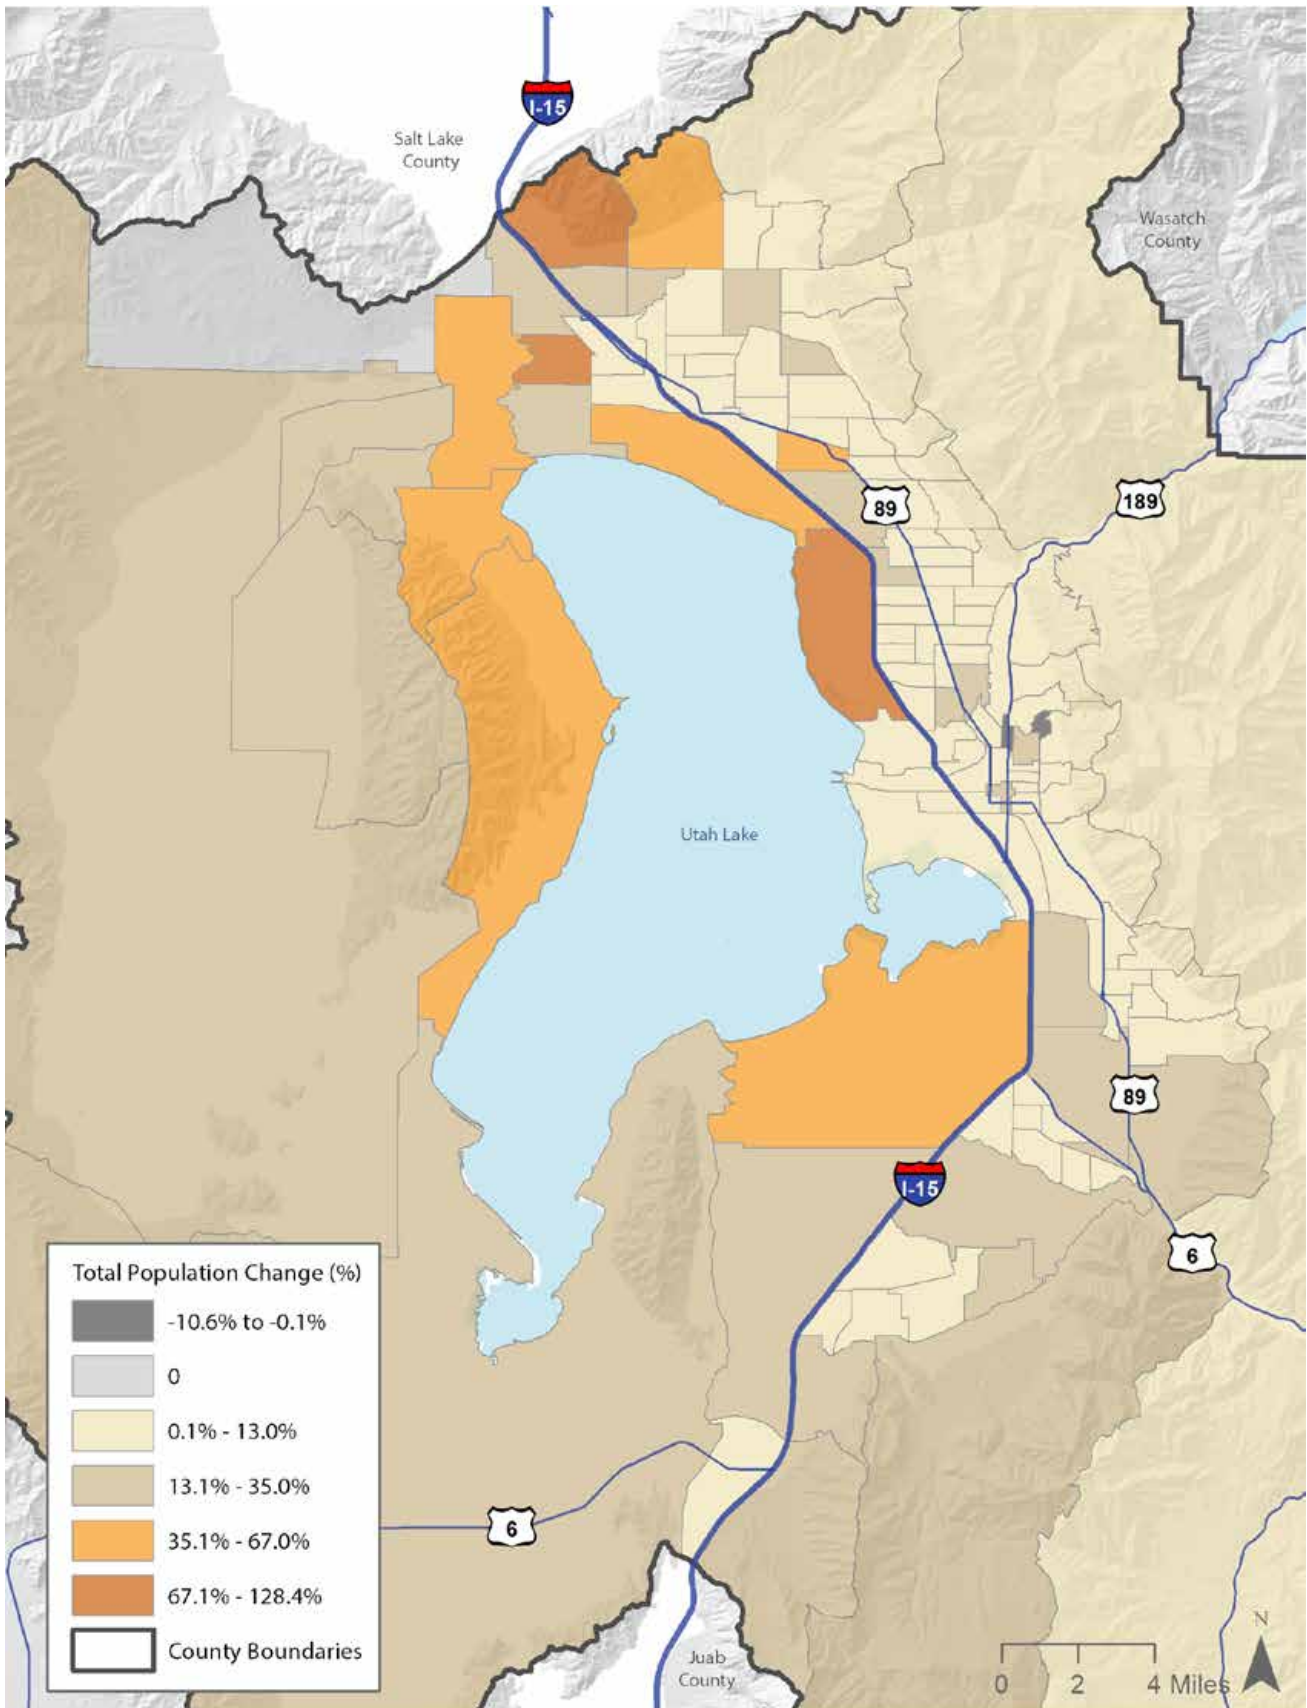 I-15
Salt Lake
County
Wasatch
County
89
189
Utah Lake
89
I-15
6
Total Population Change (%)
-10.6% to -0.1%
0
0.1% - 13.0%
13.1% - 35.0%
35.1% - 67.0%
67.1% - 128.4%
County Boundaries
6
Juab
County
N
0 2 4 Miles